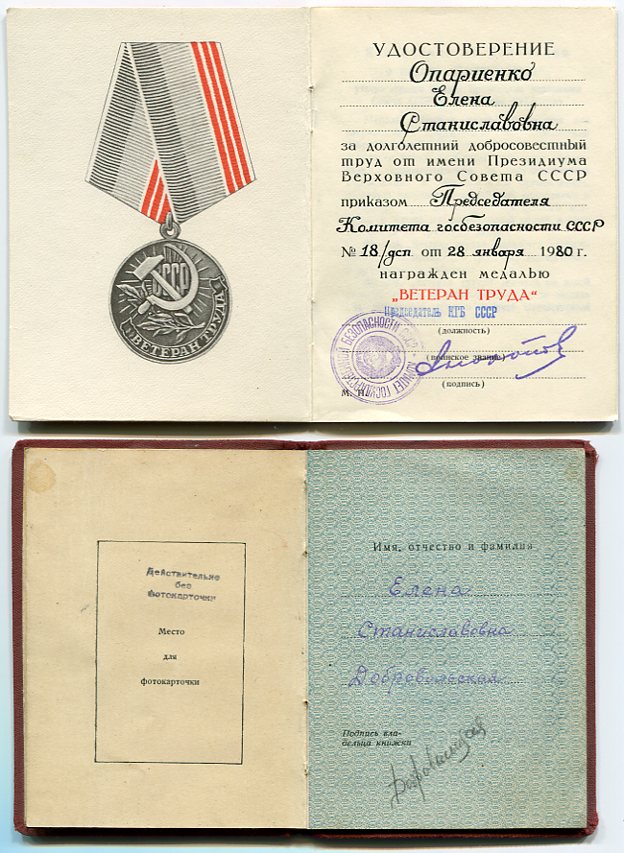 СССР
ВЕТЕРАН ТРУДА
УДОСТОВЕРЕНИЕ
Опариенко
Елена
Станиславовна
за долголетний добросовестный
труд от имени Президиума
Верховного Совета СССР
приказом Председателя
Комитета госбезопасности СССР
№ 18/дсп от 28 января 1980 г.
награжден медалью
„ВЕТЕРАН ТРУДА“
Председатель КГБ СССР
(должность)
(воинское звание)
(подпись)
М. П.
Действительно
без
фотокарточки
Место
для
фотокарточки
Имя, отчество и фамилия
Елена
Станиславовна
Добровольская
Подпись вла-
дельца книжки